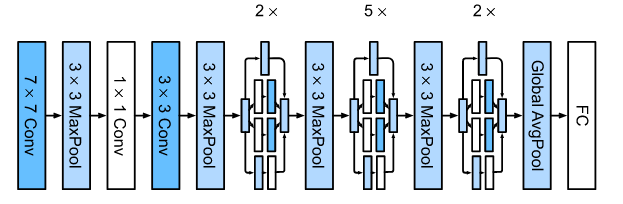 2 ×
5 ×
2 ×
7 × 7 Conv
3 × 3 MaxPool
1 × 1 Conv
3 × 3 Conv
3 × 3 MaxPool
3 × 3 MaxPool
3 × 3 MaxPool
Global AvgPool
FC